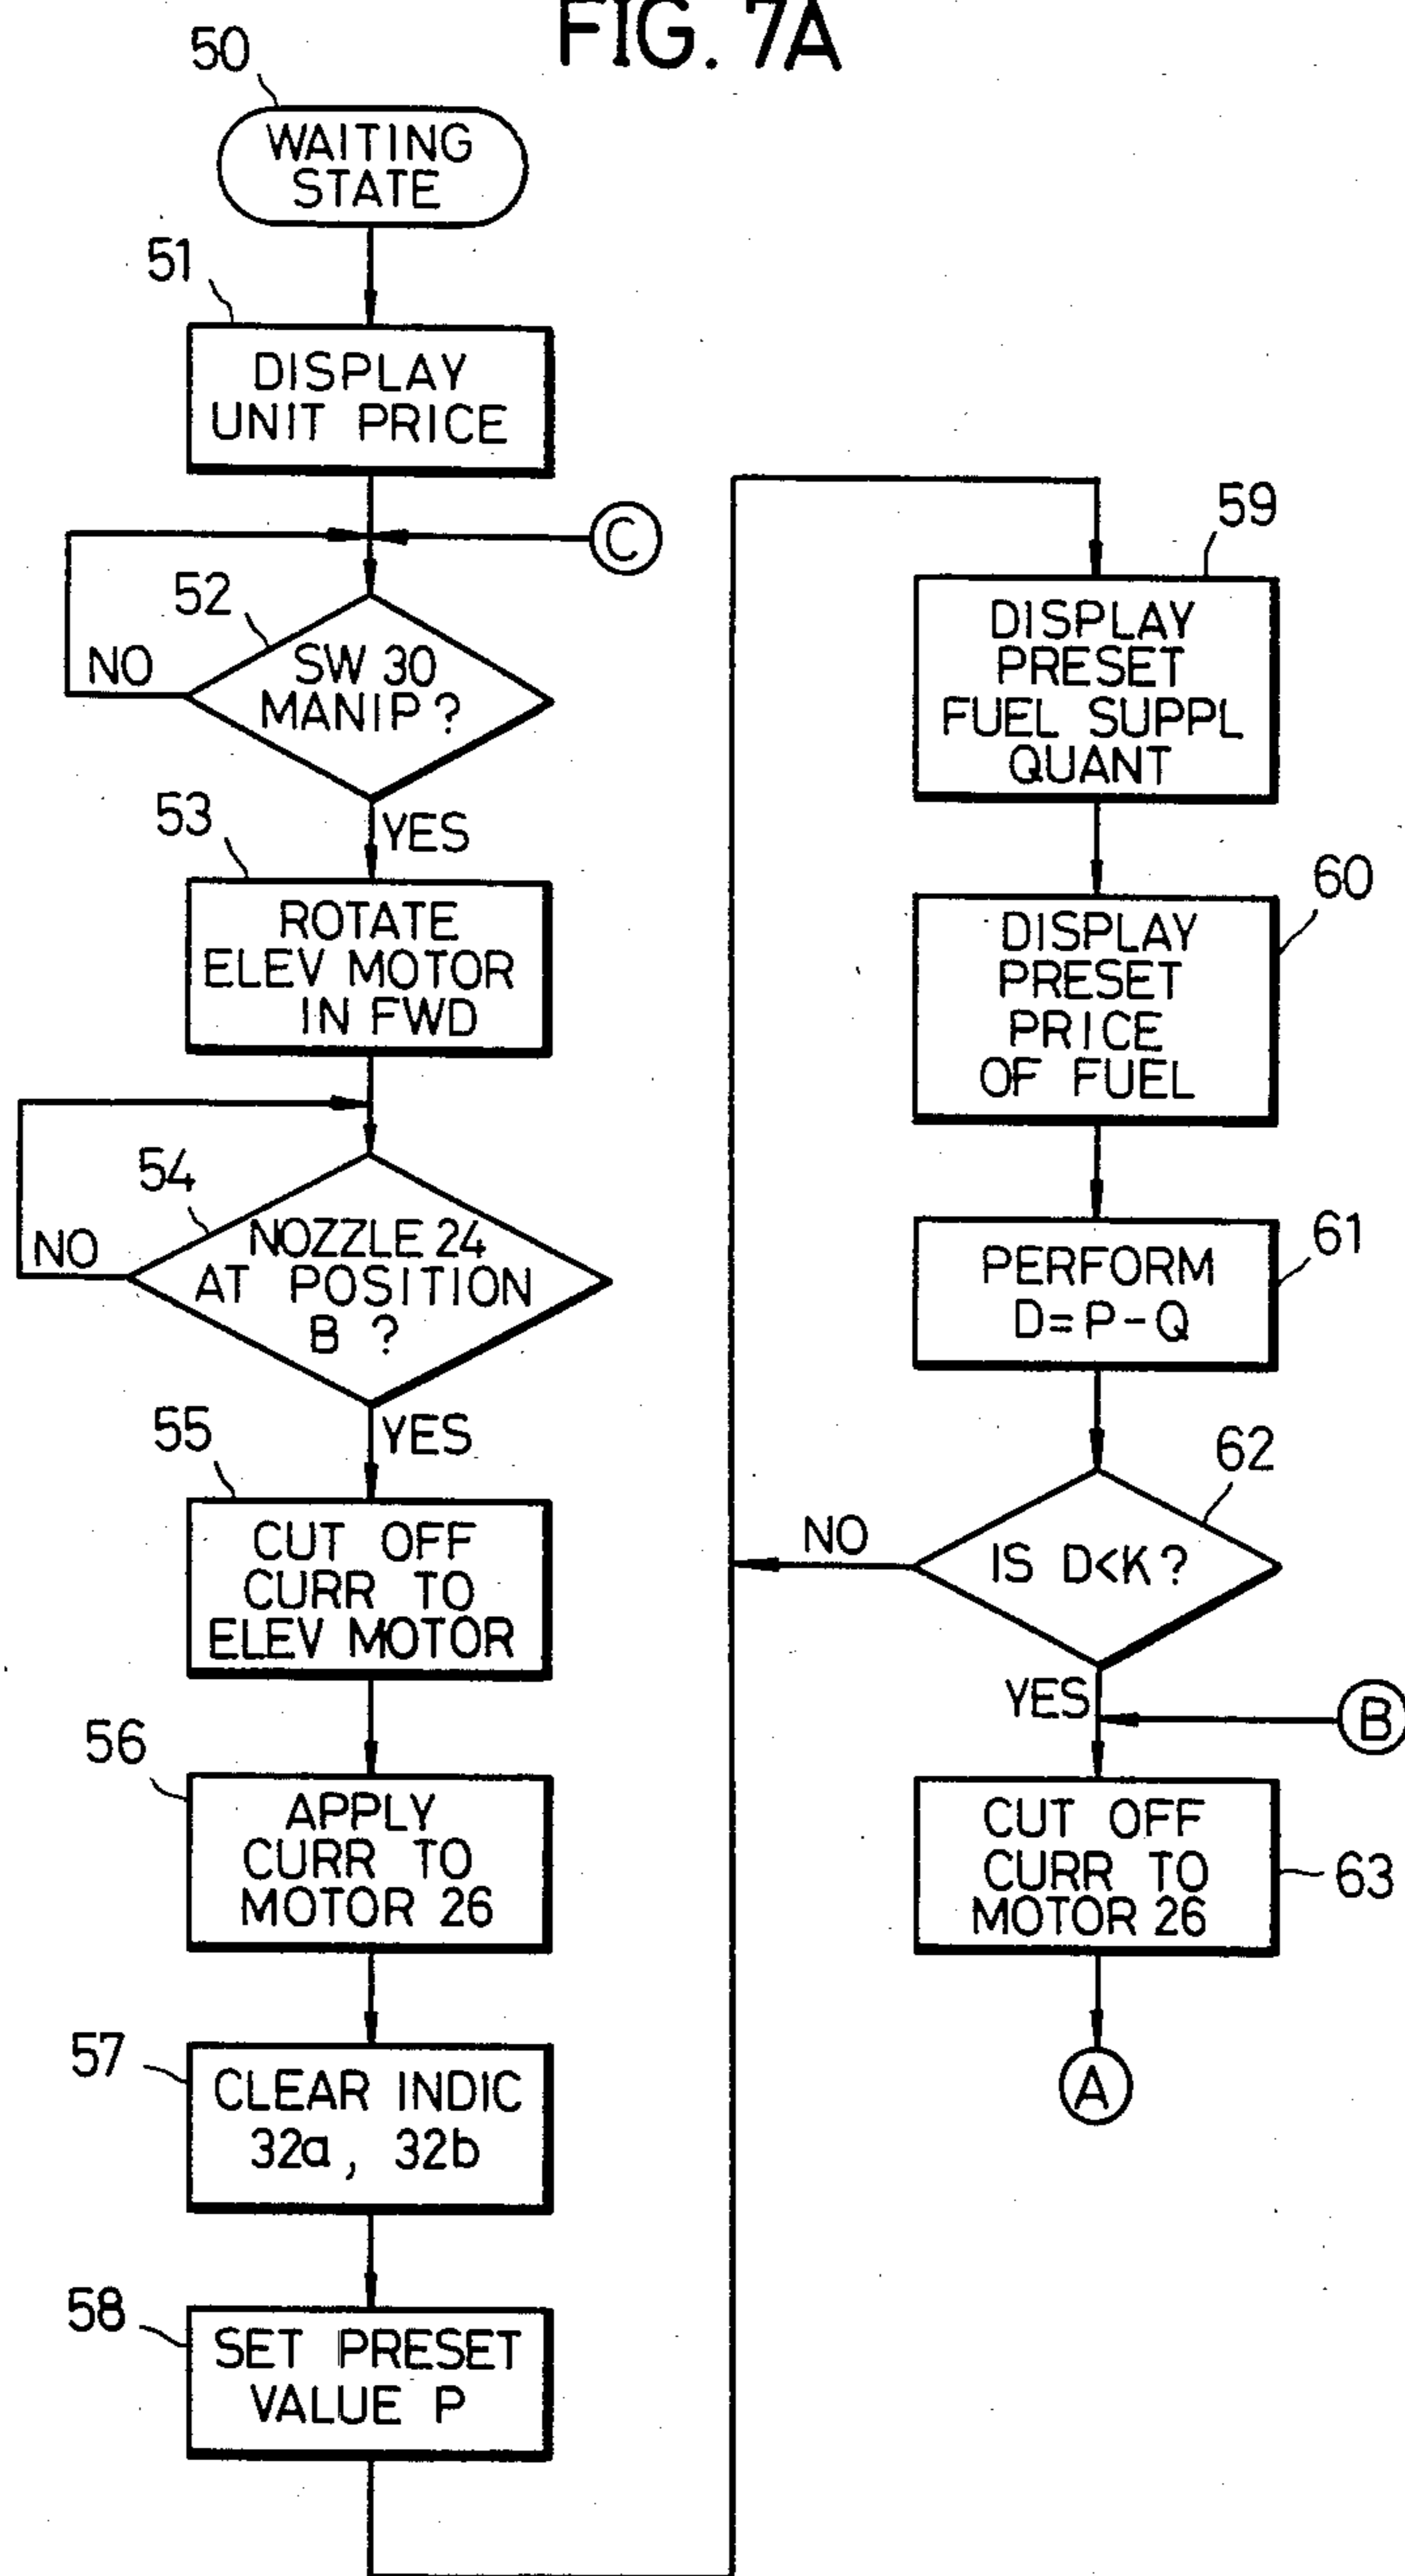 FIG. 7A
50
WAITING
STATE
51
DISPLAY
UNIT PRICE
C
52
NO
SW 30
MANIP ?
YES
53
ROTATE
ELEV MOTOR
IN FWD
54
NO
NOZZLE 24
AT POSITION
B ?
YES
55
CUT OFF
CURR TO
ELEV MOTOR
56
APPLY
CURR TO
MOTOR 26
57
CLEAR INDIC
32a, 32b
58
SET PRESET
VALUE P
59
DISPLAY
PRESET
FUEL SUPPL
QUANT
60
DISPLAY
PRESET
PRICE
OF FUEL
61
PERFORM
D=P-Q
62
NO
IS D<K?
YES
B
CUT OFF
CURR TO
MOTOR 26
63
A